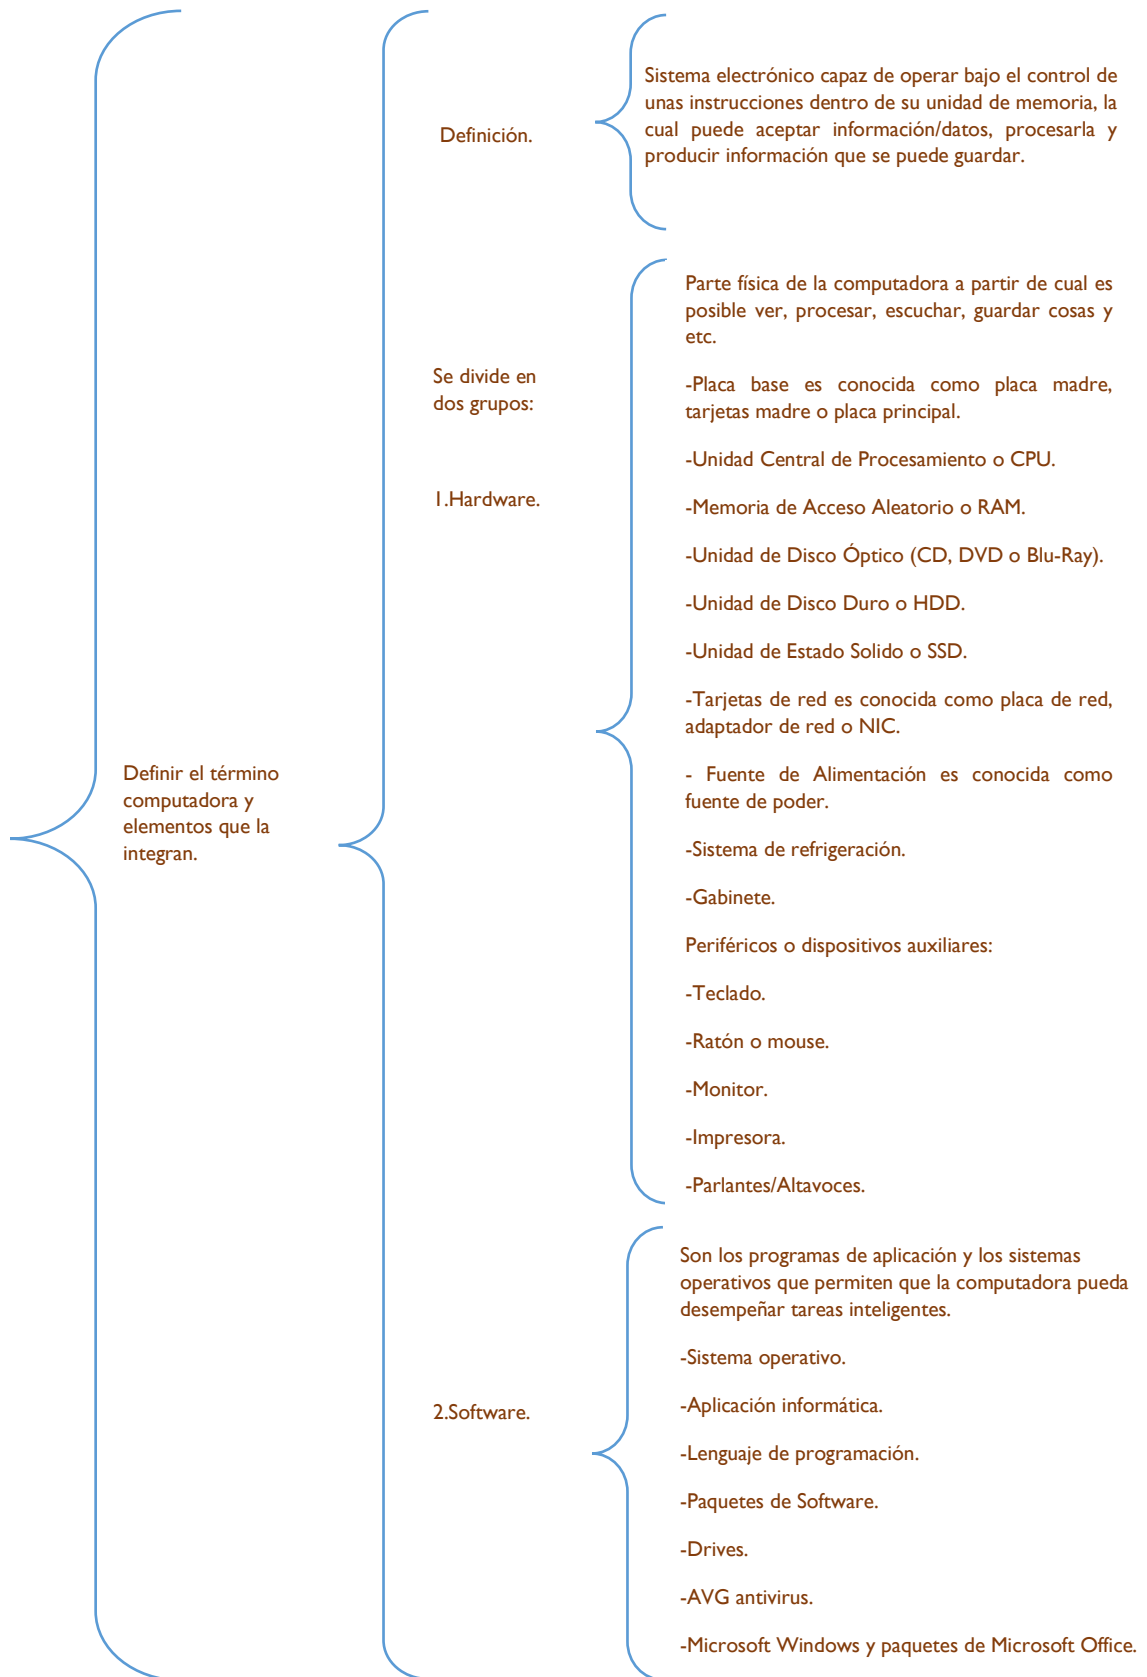 Definir el término
computadora y
elementos que la
integran.
Definición.
Sistema electrónico capaz de operar bajo el control de
unas instrucciones dentro de su unidad de memoria, la
cual puede aceptar información/datos, procesarla y
producir información que se puede guardar.
Se divide en
dos grupos:
1.Hardware.
Parte física de la computadora a partir de cual es
posible ver, procesar, escuchar, guardar cosas y
etc.
-Placa base es conocida como placa madre,
tarjetas madre o placa principal.
-Unidad Central de Procesamiento o CPU.
-Memoria de Acceso Aleatorio o RAM.
-Unidad de Disco Óptico (CD, DVD o Blu-Ray).
-Unidad de Disco Duro o HDD.
-Unidad de Estado Solido o SSD.
-Tarjetas de red es conocida como placa de red,
adaptador de red o NIC.
- Fuente de Alimentación es conocida como
fuente de poder.
-Sistema de refrigeración.
-Gabinete.
Periféricos o dispositivos auxiliares:
-Teclado.
-Ratón o mouse.
-Monitor.
-Impresora.
-Parlantes/Altavoces.
2.Software.
Son los programas de aplicación y los sistemas
operativos que permiten que la computadora pueda
desempeñar tareas inteligentes.
-Sistema operativo.
-Aplicación informática.
-Lenguaje de programación.
-Paquetes de Software.
-Drives.
-AVG antivirus.
-Microsoft Windows y paquetes de Microsoft Office.